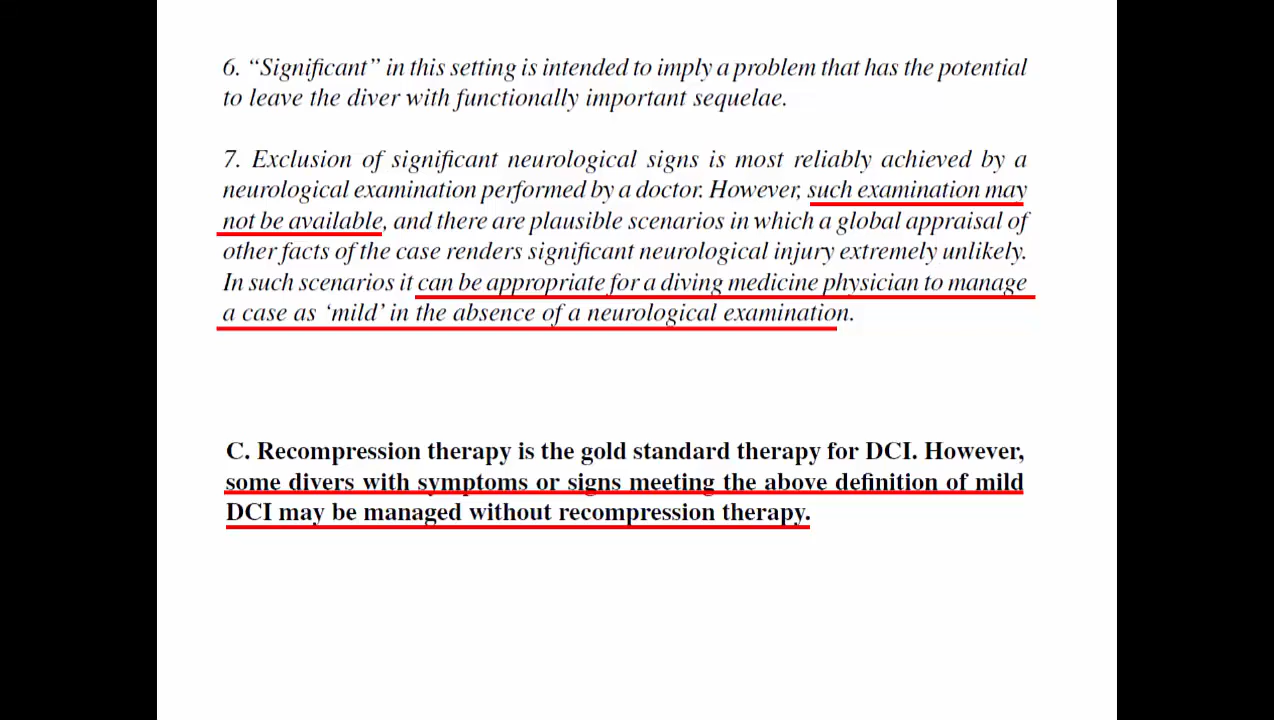 6. “Significant” in this setting is intended to imply a problem that has the potential
to leave the diver with functionally important sequelae.
7. Exclusion of significant neurological signs is most reliably achieved by a
neurological examination performed by a doctor. However, such examination may
not be available, and there are plausible scenarios in which a global appraisal of
other facts of the case renders significant neurological injury extremely unlikely.
In such scenarios it can be appropriate for a diving medicine physician to manage
a case as ‘mild’ in the absence of a neurological examination.
C. Recompression therapy is the gold standard therapy for DCI. However,
some divers with symptoms or signs meeting the above definition of mild
DCI may be managed without recompression therapy.